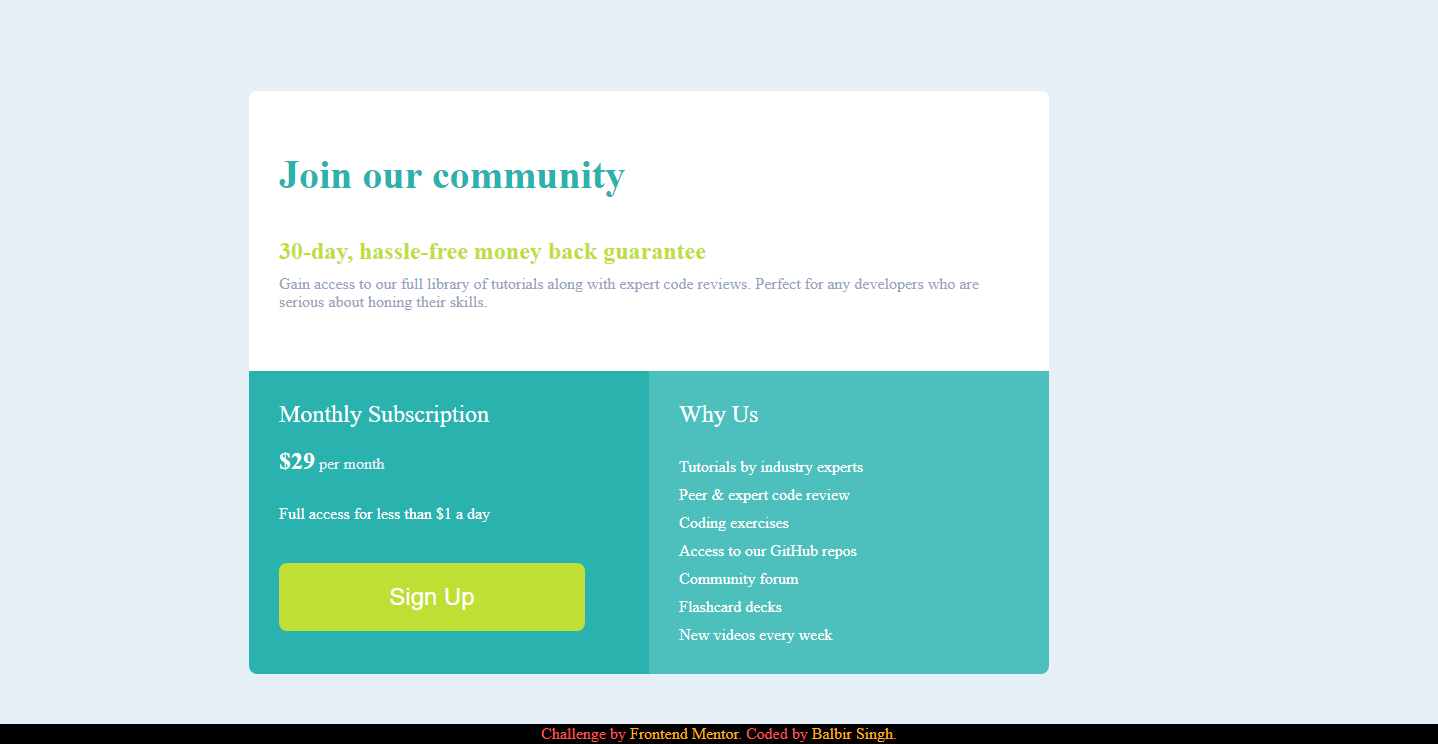 Join our community
30-day, hassle-free money back guarantee
Gain access to our full library of tutorials along with expert code reviews. Perfect for any developers who are
serious about honing their skills.
Monthly Subscription
$29 per month
Full access for less than $1 a day
Sign Up
Why Us
Tutorials by industry experts
Peer & expert code review
Coding exercises
Access to our GitHub repos
Community forum
Flashcard decks
New videos every week
Challenge by Frontend Mentor. Coded by Balbir Singh.